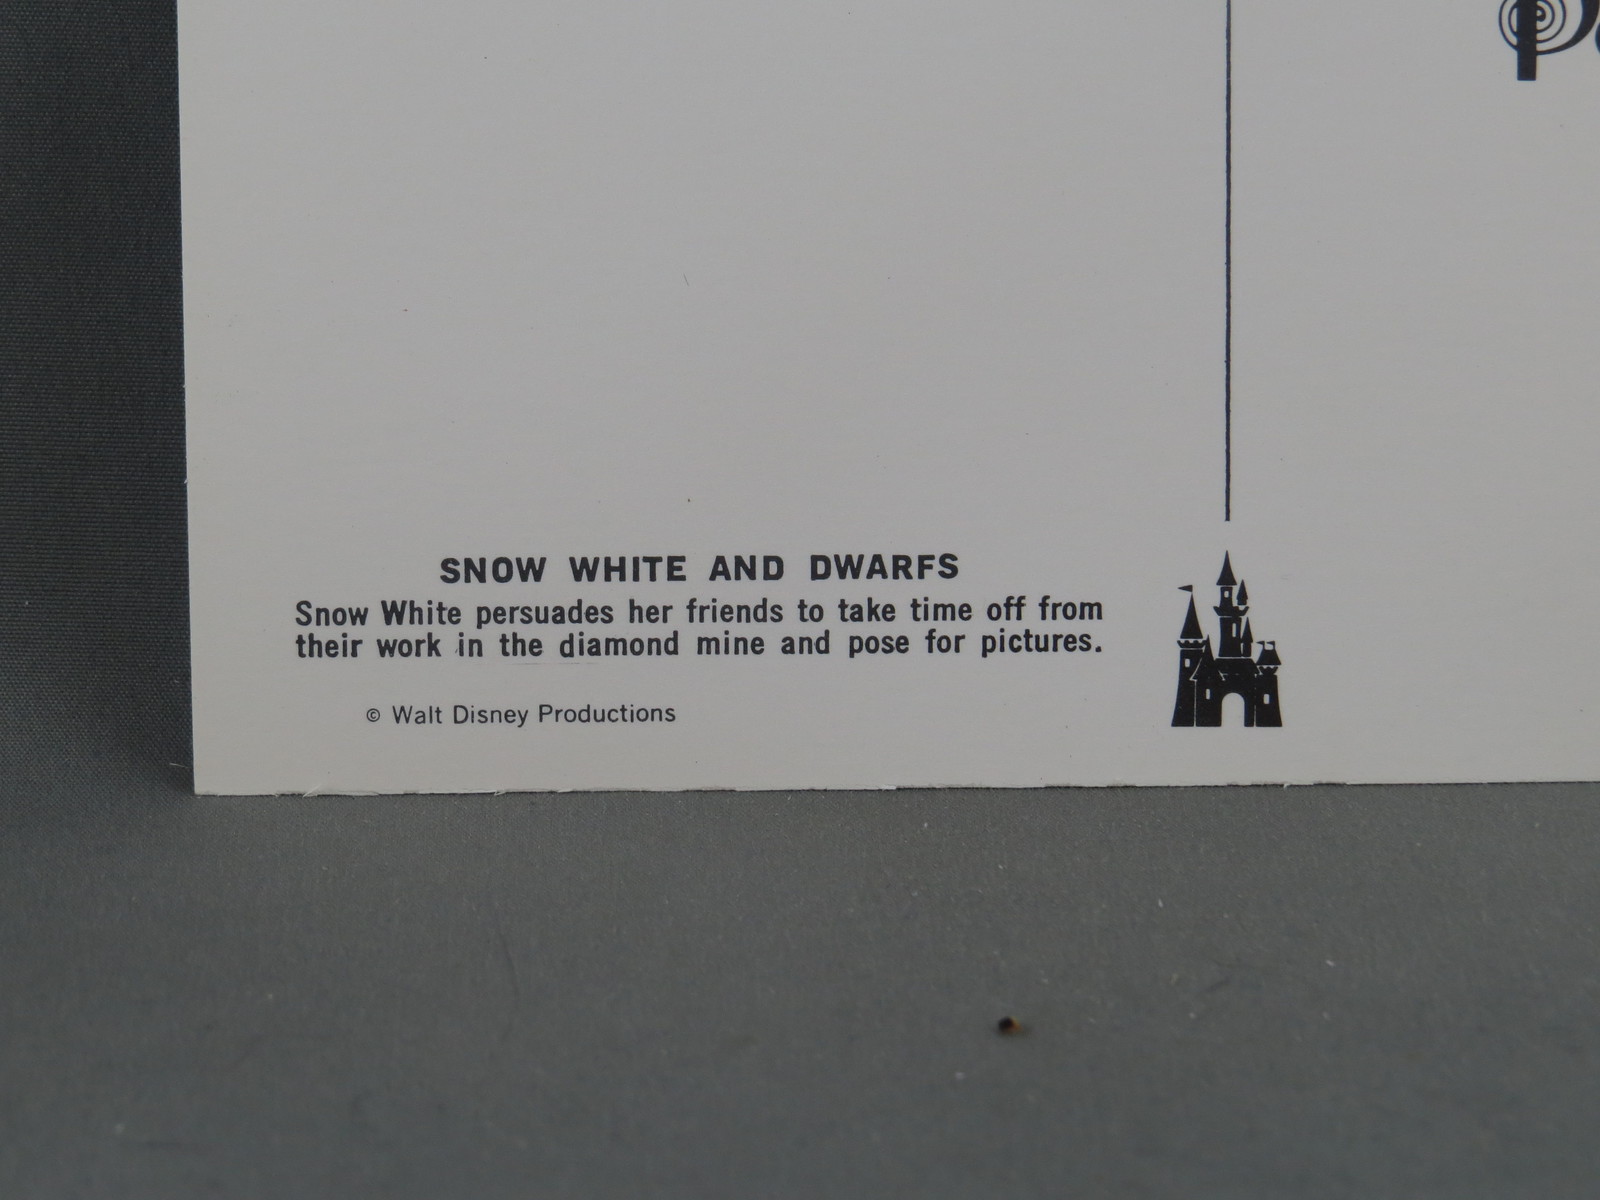 SNOW WHITE AND DWARFS
Snow White persuades her friends to take time off from
their work in the diamond mine and pose for pictures.
© Walt Disney Productions